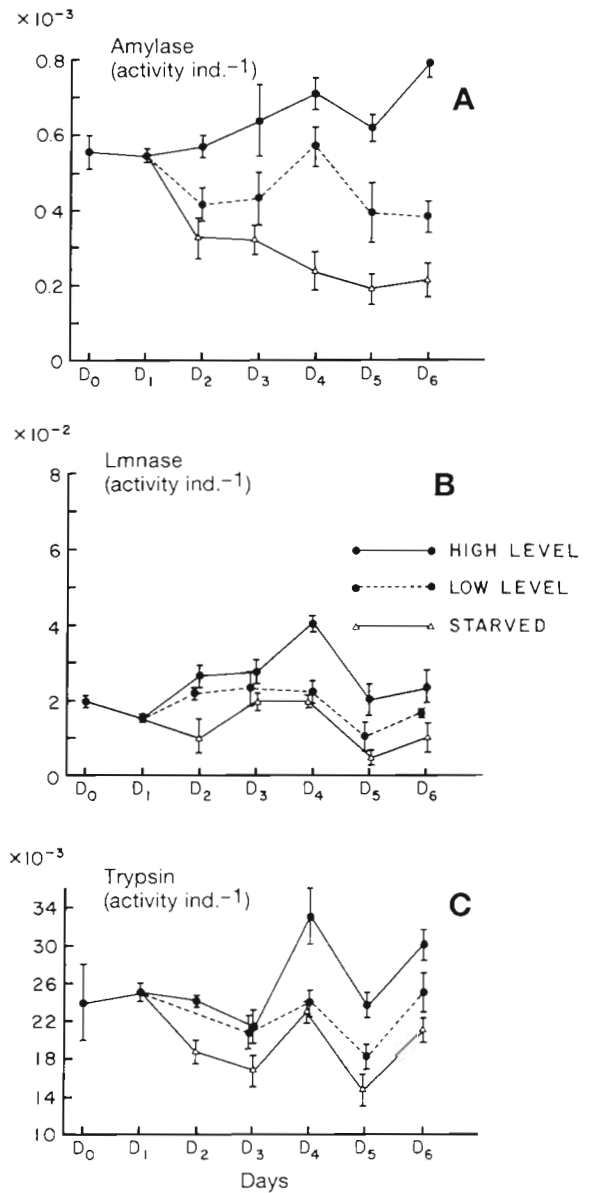 ×10⁻³
Amylase
(activity ind.⁻¹)
A
0.8
0.6
0 4
0.2
0
D₀ D₁ D₂ D₃ D₄ D₅ D₆
×10⁻²
Lmnase
(activity ind.⁻¹)
B
8
6
4
2
0
HIGH LEVEL
LOW LEVEL
STARVED
D₀ D₁ D₂ D₃ D₄ D₅ D₆
×10⁻³
Trypsin
(activity ind.⁻¹)
C
34
30
26
22
18
14
10
D₀ D₁ D₂ D₃ D₄ D₅ D₆
Days